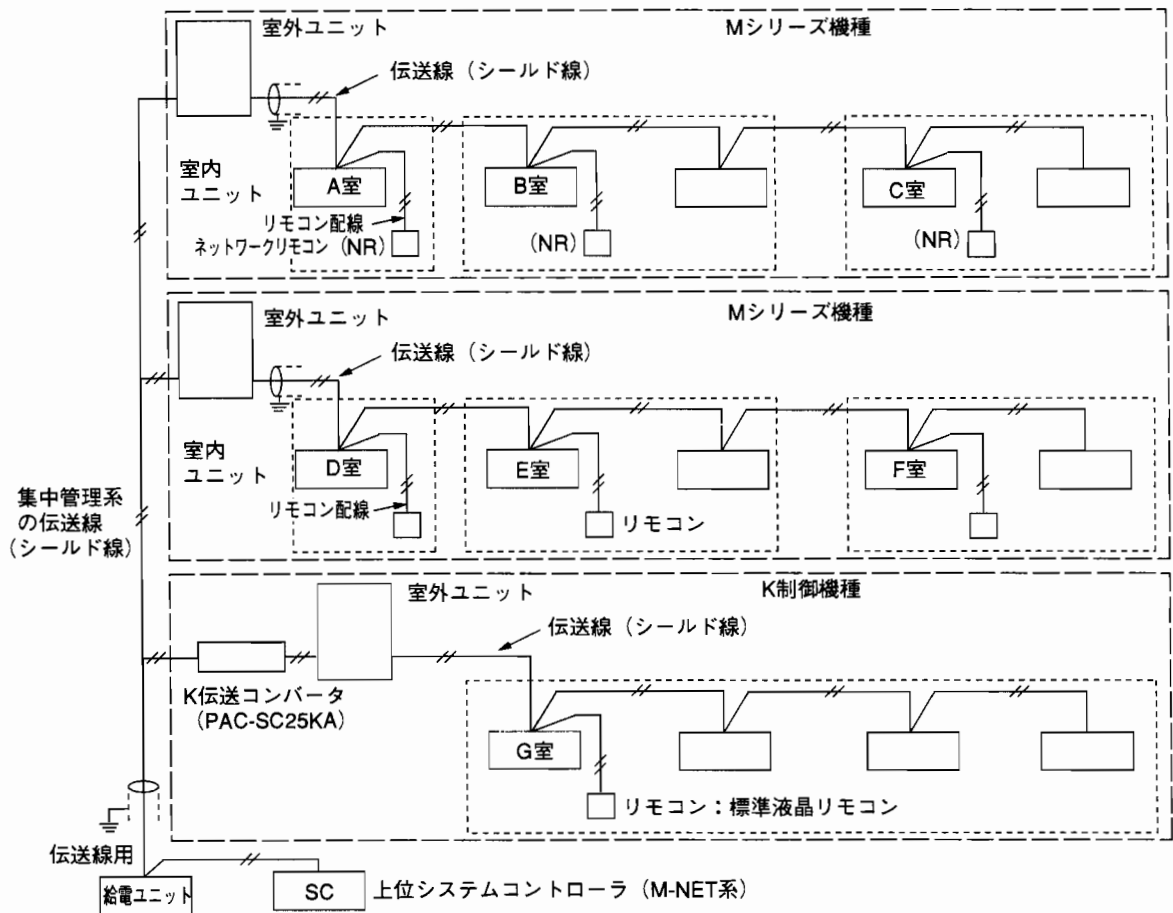 室外ユニット
Mシリーズ機種
伝送線（シールド線）
室内
ユニット
A室
B室
C室
リモコン配線
ネットワークリモコン（NR）
（NR）
（NR）
室外ユニット
Mシリーズ機種
伝送線（シールド線）
室内
ユニット
D室
E室
F室
リモコン配線
リモコン
集中管理系
の伝送線
（シールド線）
室外ユニット
K制御機種
伝送線（シールド線）
K伝送コンバータ
（PAC-SC25KA）
G室
リモコン：標準液晶リモコン
伝送線用
給電ユニット
SC
上位システムコントローラ（M-NET系）